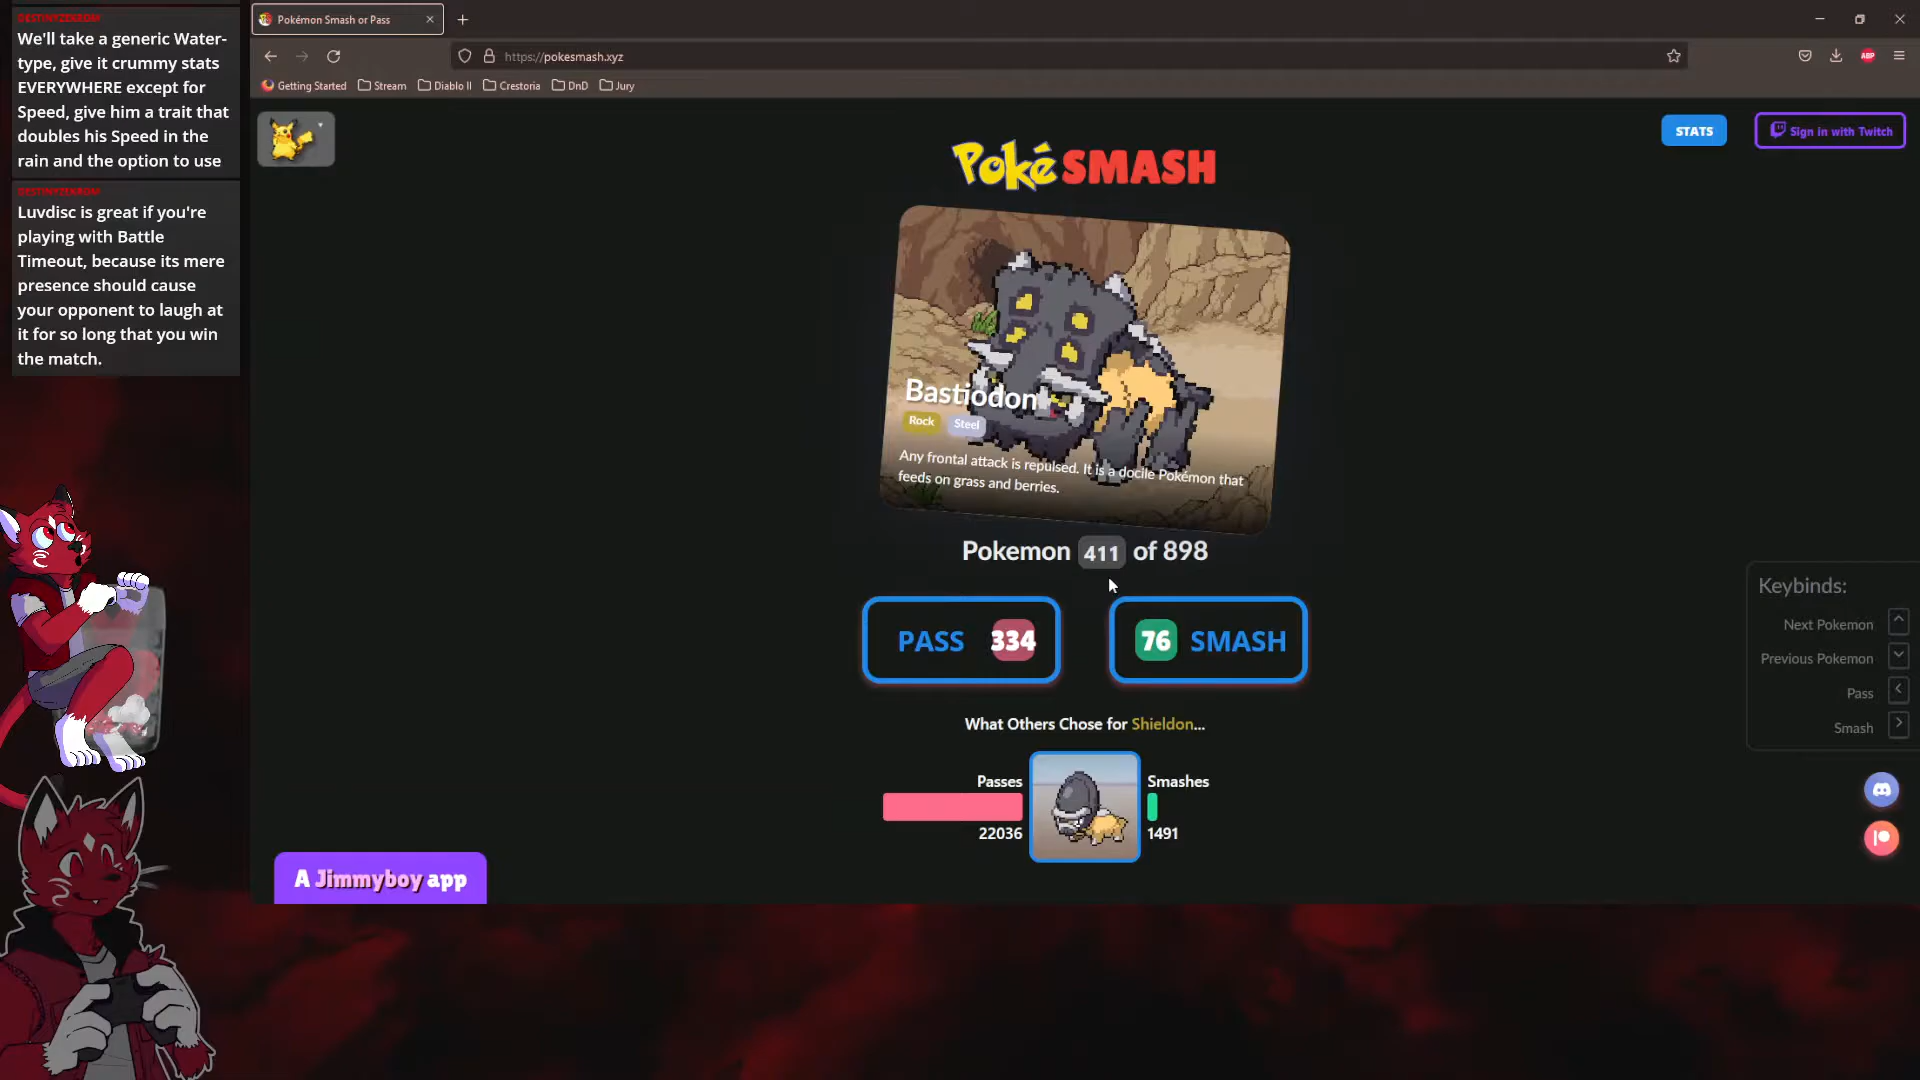 DESTINYZEKROM
We'll take a generic Water-
type, give it crummy stats
EVERYWHERE except for
Speed, give him a trait that
doubles his Speed in the
rain and the option to use
DESTINYZEKROM
Luvdisc is great if you're
playing with Battle
Timeout, because its mere
presence should cause
your opponent to laugh at
it for so long that you win
the match.
Pokémon Smash or Pass
https://pokesmash.xyz
ABP
Getting Started
Stream
Diablo II
Crestoria
DnD
Jury
STATS
Sign in with Twitch
Poké SMASH
Bastiodon
Rock Steel
Any frontal attack is repulsed. It is a docile Pokémon that
feeds on grass and berries.
Pokemon 411 of 898
PASS 334
76 SMASH
What Others Chose for Shieldon...
Passes
22036
Smashes
1491
Keybinds:
Next Pokemon
Previous Pokemon
Pass
Smash
A Jimmyboy app